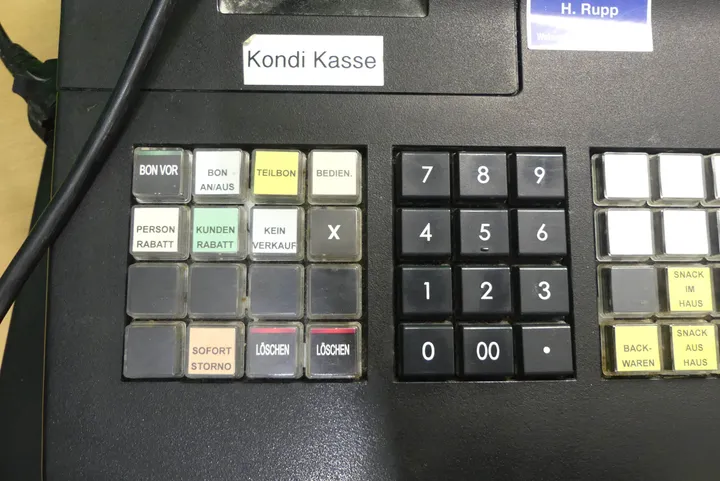 H. Rupp
Kondi Kasse
BON VOR
BON
AN/AUS
TEILBON
BEDIEN.
PERSON
RABATT
KUNDEN
RABATT
KEIN
VERKAUF
X
SOFORT
STORNO
LÖSCHEN
LÖSCHEN
7 8 9
4 5 6
1 2 3
0 00 •
SNACK
IM
HAUS
BACK-
WAREN
SNACK
AUS
HAUS